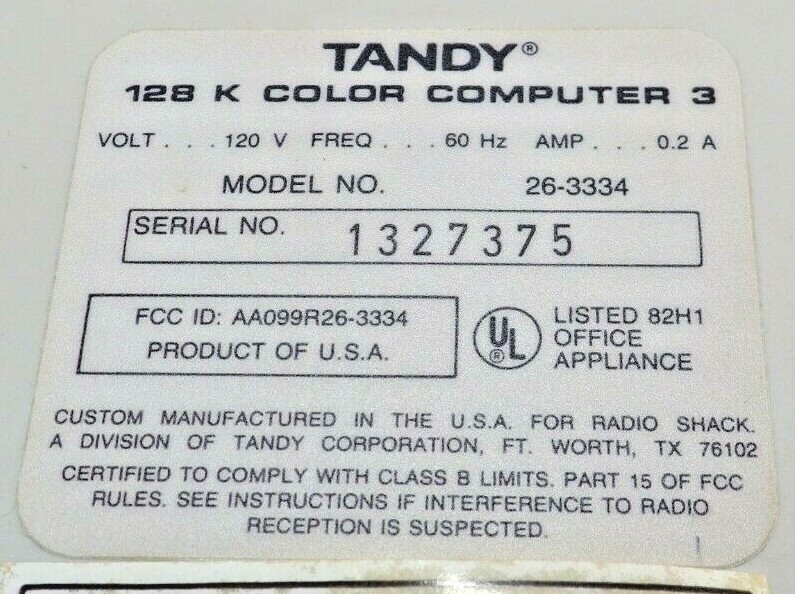 TANDY®
128 K COLOR COMPUTER 3
VOLT . . . 120 V FREQ . . . 60 Hz AMP . . . 0.2 A
MODEL NO. 26-3334
SERIAL NO. 1327375
FCC ID: AA099R26-3334
PRODUCT OF U.S.A.
UL®
LISTED 82H1
OFFICE
APPLIANCE
CUSTOM MANUFACTURED IN THE U.S.A. FOR RADIO SHACK.
A DIVISION OF TANDY CORPORATION, FT. WORTH, TX 76102
CERTIFIED TO COMPLY WITH CLASS B LIMITS. PART 15 OF FCC
RULES. SEE INSTRUCTIONS IF INTERFERENCE TO RADIO
RECEPTION IS SUSPECTED.